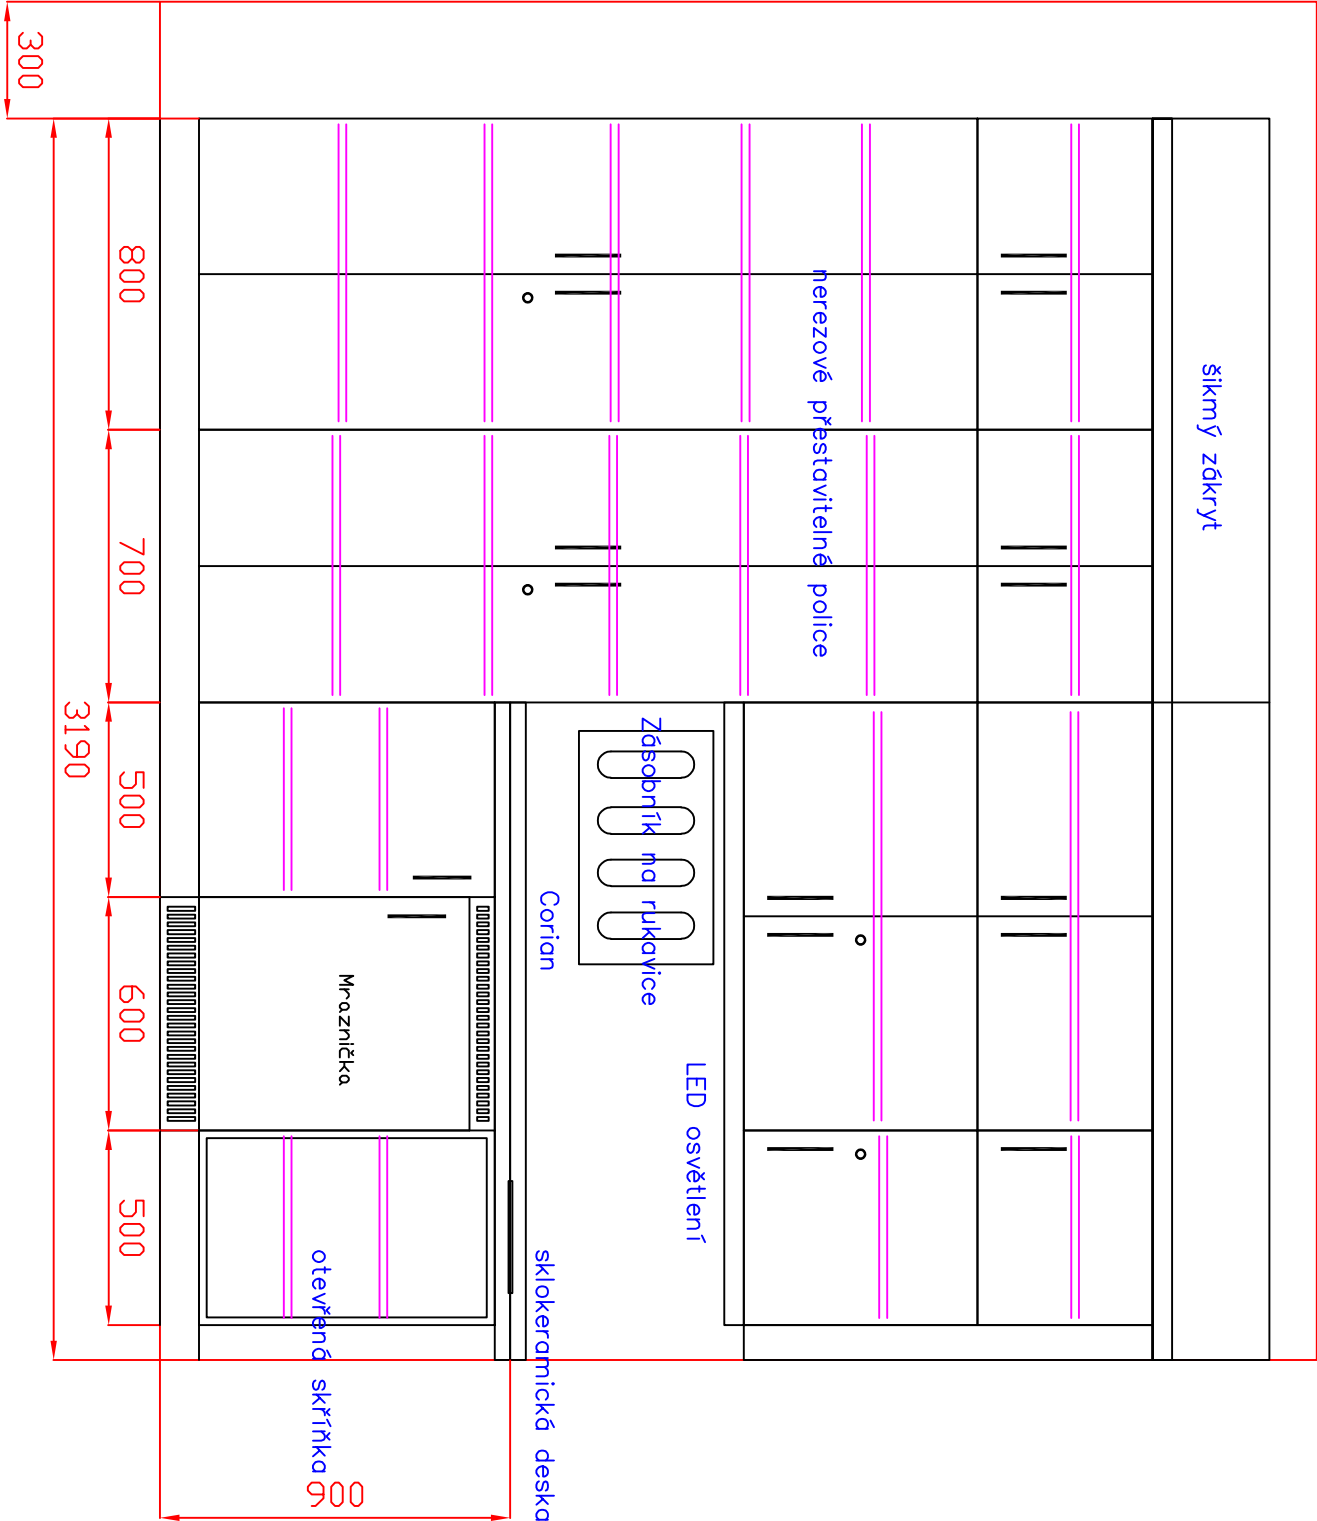 šikmý zákryt
nerezové přestavitelné police
Zásobník na rukavice
LED osvětlení
Corian
sklokeramická deska
Mraznička
otevřená skříňka
900
300
800
700
500
600
500
3190